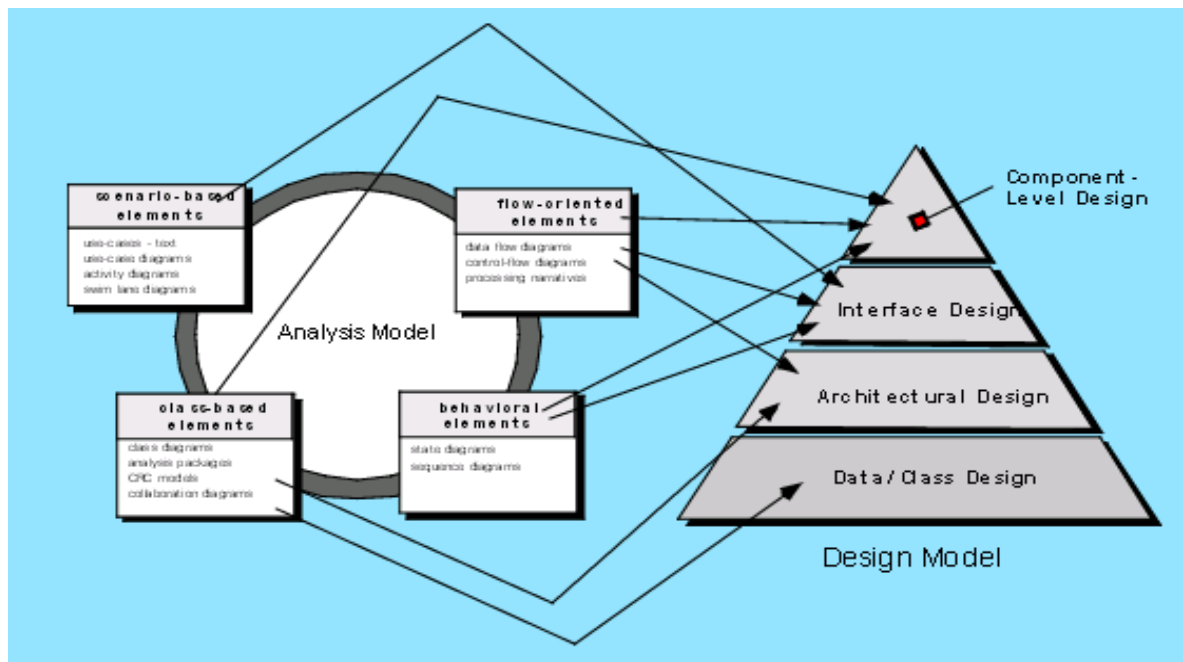 scenario-based
elements
use-cases - text
use-case diagrams
activity diagrams
swim lane diagrams
flow-oriented
elements
data flow diagrams
control-flow diagrams
processing narratives
Analysis Model
class-based
elements
class diagrams
analysis packages
CRC models
collaboration diagrams
behavioral
elements
state diagrams
sequence diagrams
Component-
Level Design
Interface Design
Architectural Design
Data/Class Design
Design Model